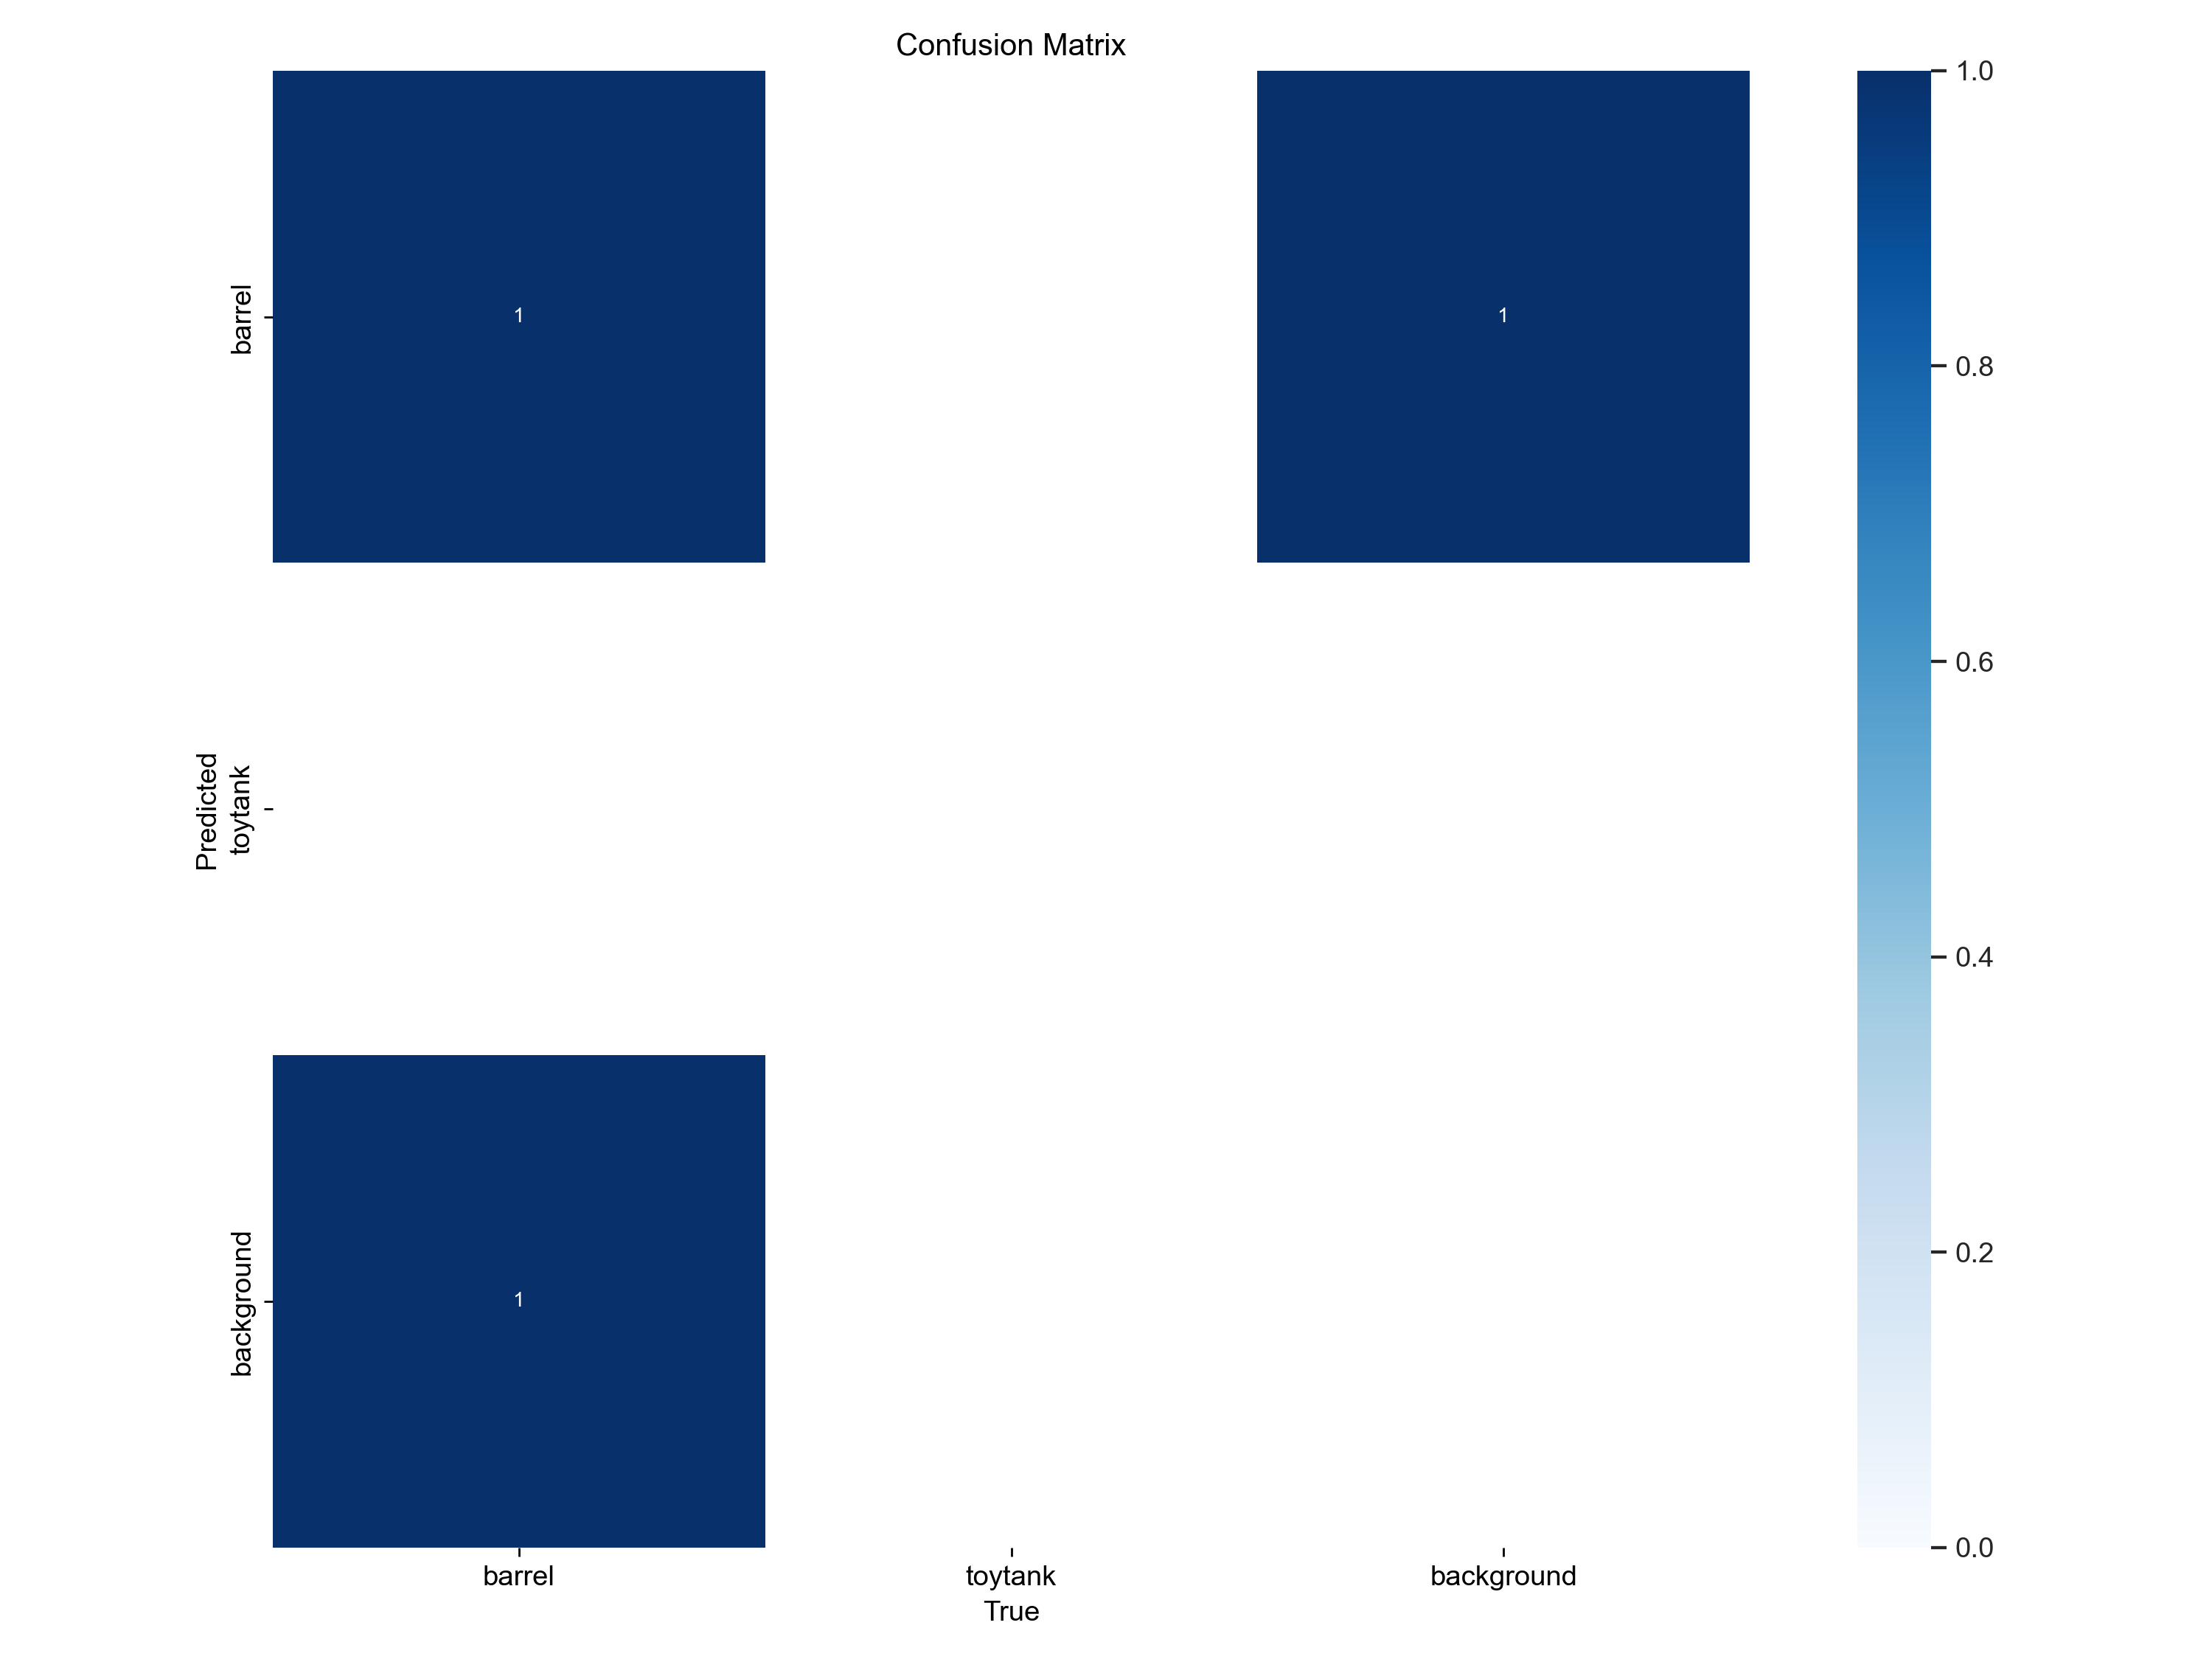 Confusion Matrix
barrel
1
1
Predicted
toytank
background
1
barrel
toytank
background
True
1.0
0.8
0.6
0.4
0.2
0.0